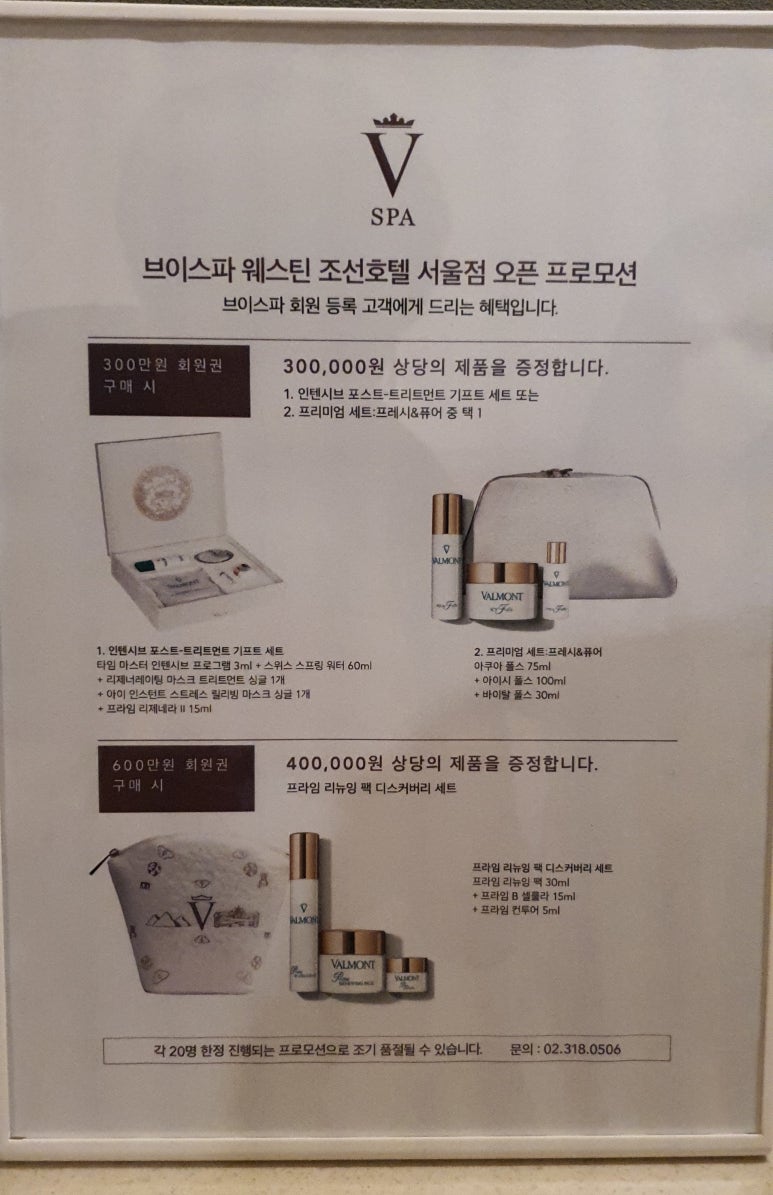 V
SPA
브이스파 웨스틴 조선호텔 서울점 오픈 프로모션
브이스파 회원 등록 고객에게 드리는 혜택입니다.
300만원 회원권
구매 시
300,000원 상당의 제품을 증정합니다.
1. 인텐시브 포스트-트리트먼트 기프트 세트 또는
2. 프리미엄 세트:프레시&퓨어 중 택 1
V
VALMONT
VALMONT
VALMONT
1. 인텐시브 포스트-트리트먼트 기프트 세트
타임 마스터 인텐시브 프로그램 3ml + 스위스 스프링 워터 60ml
+ 리제너레이팅 마스크 트리트먼트 싱글 1개
+ 아이 인스턴트 스트레스 릴리빙 마스크 싱글 1개
+ 프라임 리제네라 II 15ml
2. 프리미엄 세트:프레시&퓨어
아쿠아 폴스 75ml
+ 아이시 폴스 100ml
+ 바이탈 폴스 30ml
600만원 회원권
구매 시
400,000원 상당의 제품을 증정합니다.
프라임 리뉴잉 팩 디스커버리 세트
V
V
VALMONT
VALMONT
Prime
RENEWING PACK
VALMONT
프라임 리뉴잉 팩 디스커버리 세트
프라임 리뉴잉 팩 30ml
+ 프라임 B 셀룰라 15ml
+ 프라임 컨투어 5ml
각 20명 한정 진행되는 프로모션으로 조기 품절될 수 있습니다. 문의 : 02.318.0506